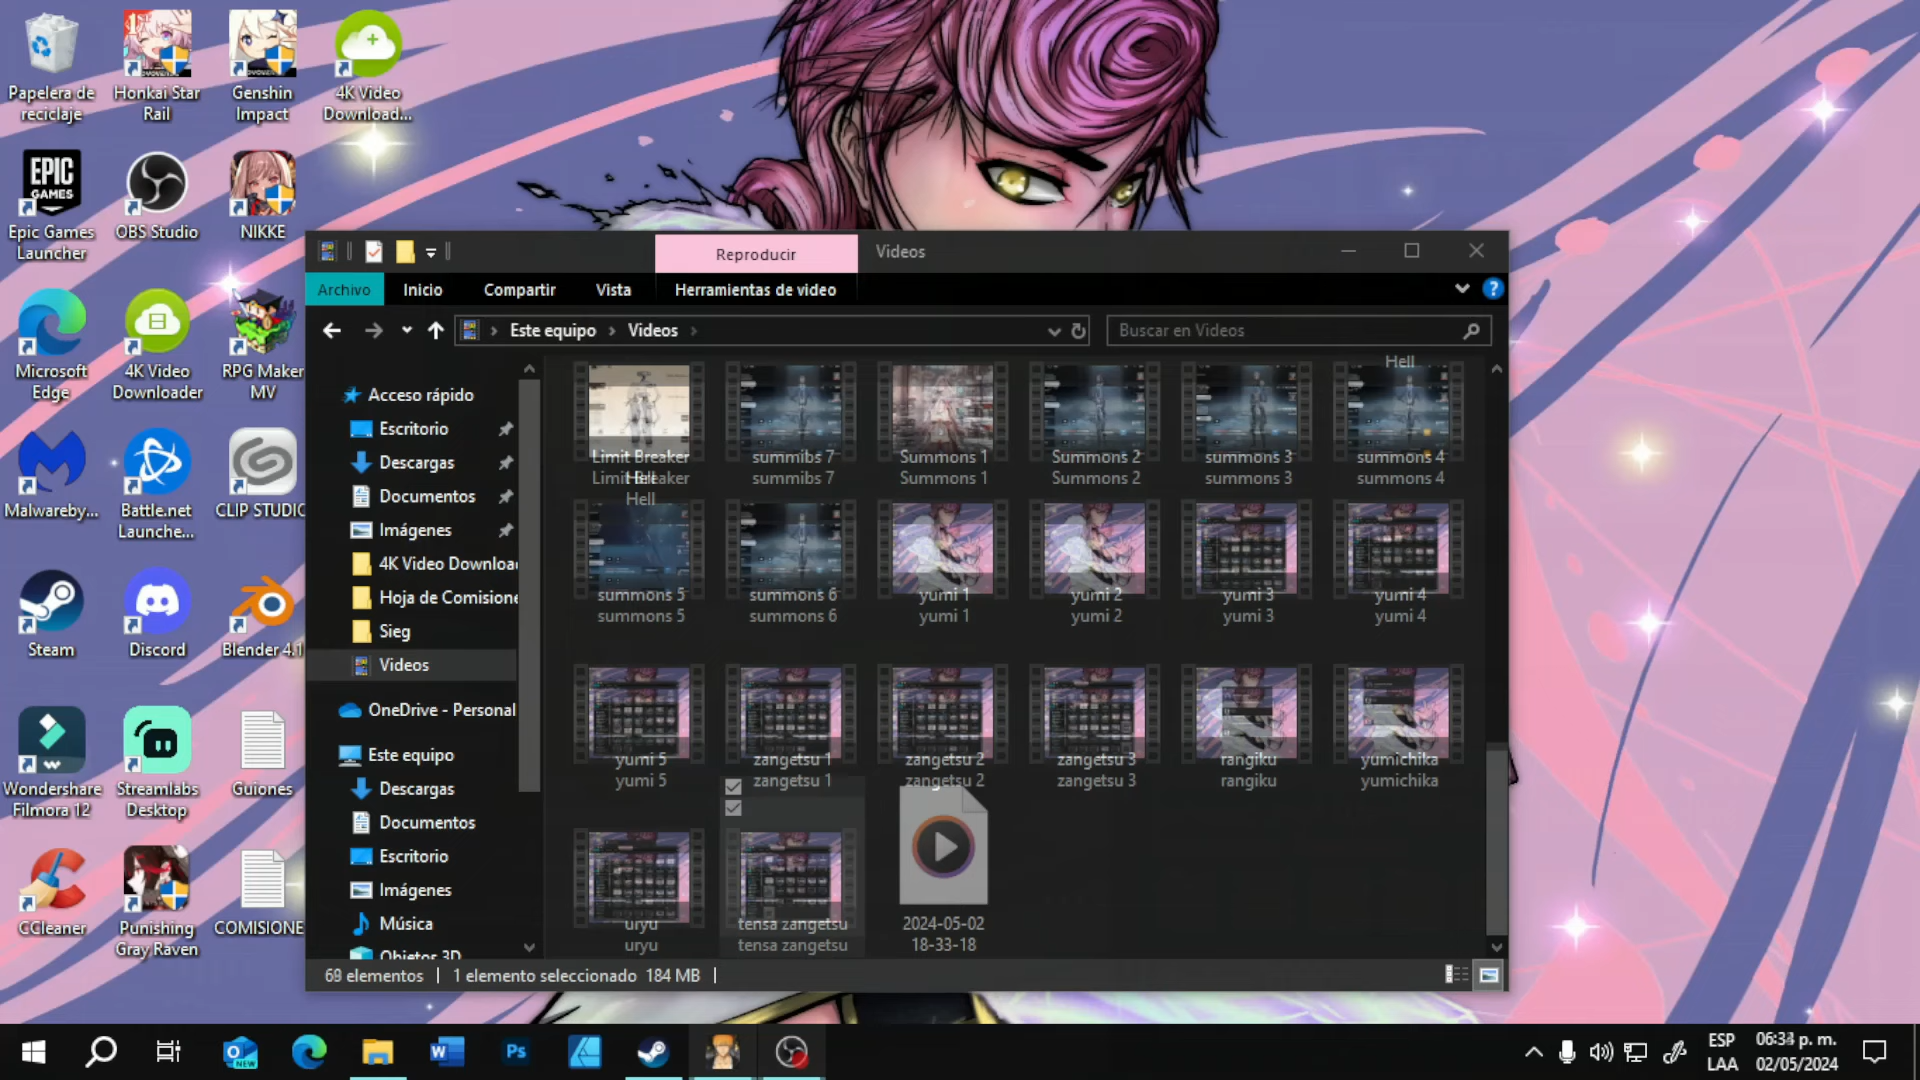 Papelera de
reciclaje
Honkai Star
Rail
Genshin
Impact
4K Video
Download...
EPIC
GAMES
Epic Games
Launcher
OBS Studio
NIKKE
Microsoft
Edge
4K Video
Downloader
RPG Maker
MV
Malwareby...
Battle.net
Launche...
CLIP STUDIO
Steam
Discord
Blender 4.1
Wondershare
Filmora 12
Streamlabs
Desktop
Guiones
CCleaner
Punishing
Gray Raven
COMISIONE
Reproducir
Videos
Archivo
Inicio
Compartir
Vista
Herramientas de video
Este equipo
Videos
Buscar en Videos
Acceso rápido
Escritorio
Descargas
Documentos
Imágenes
4K Video Downloa
Hoja de Comisione
Sieg
Videos
OneDrive - Personal
Este equipo
Descargas
Documentos
Escritorio
Imágenes
Música
Objetos 3D
Hell
Limit Breaker
Limit Breaker
Hell
Hell
summibs 7
summibs 7
Summons 1
Summons 1
Summons 2
Summons 2
summons 3
summons 3
summons 4
summons 4
summons 5
summons 5
summons 6
summons 6
yumi 1
yumi 1
yumi 2
yumi 2
yumi 3
yumi 3
yumi 4
yumi 4
yumi 5
yumi 5
zangetsu 1
zangetsu 1
zangetsu 2
zangetsu 2
zangetsu 3
zangetsu 3
rangiku
rangiku
yumichika
yumichika
uryu
uryu
tensa zangetsu
tensa zangetsu
2024-05-02
18-33-18
elementos
1 elemento seleccionado 184 MB
NEW
Ps
ESP
LAA
p. m.
02/05/2024